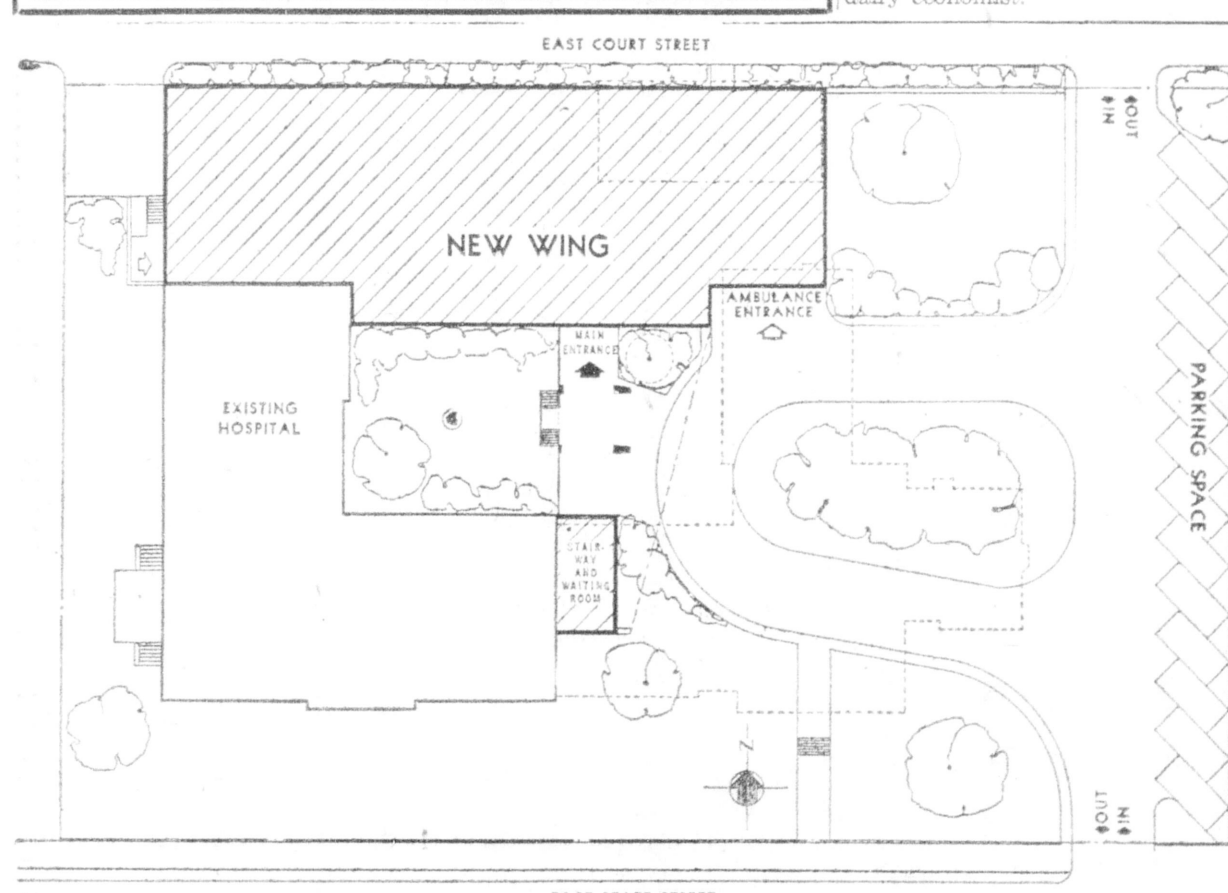 dairy economist.
EAST COURT STREET
OUT
IN
NEW WING
AMBULANCE
ENTRANCE
MAIN
ENTRANCE
EXISTING
HOSPITAL
PARKING SPACE
STAIR-
WAY
AND
WAITING
ROOM
N
OUT
IN